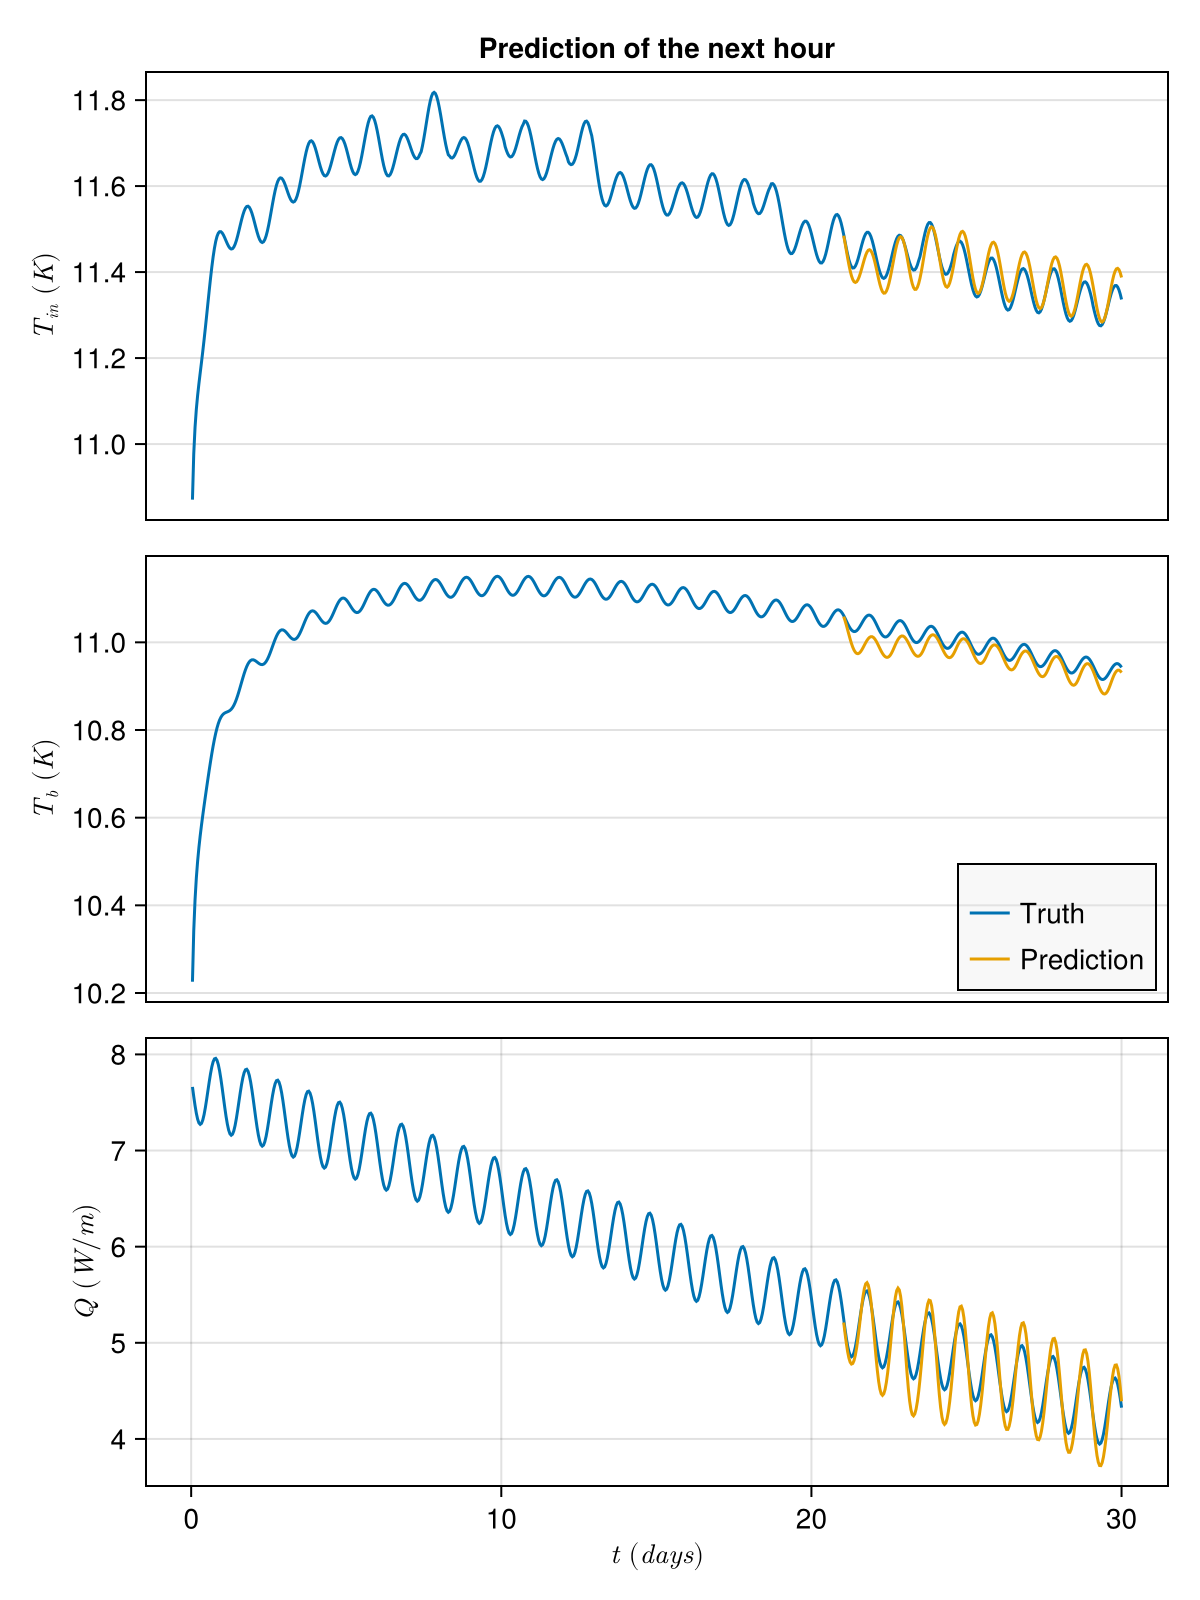 Prediction of the next hour
11.8
11.6
11.4
11.2
11.0
T_in (K)
11.0
10.8
10.6
10.4
10.2
T_b (K)
Truth
Prediction
8
7
6
5
4
Q (W/m)
0 10 20 30
t (days)